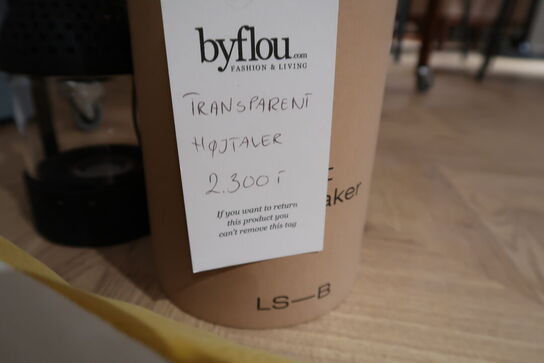 byflou.com
FASHION & LIVING
TRANSPARENT
HØJTALER
2.300
If you want to return
this product you
can't remove this tag
aker
LS—B